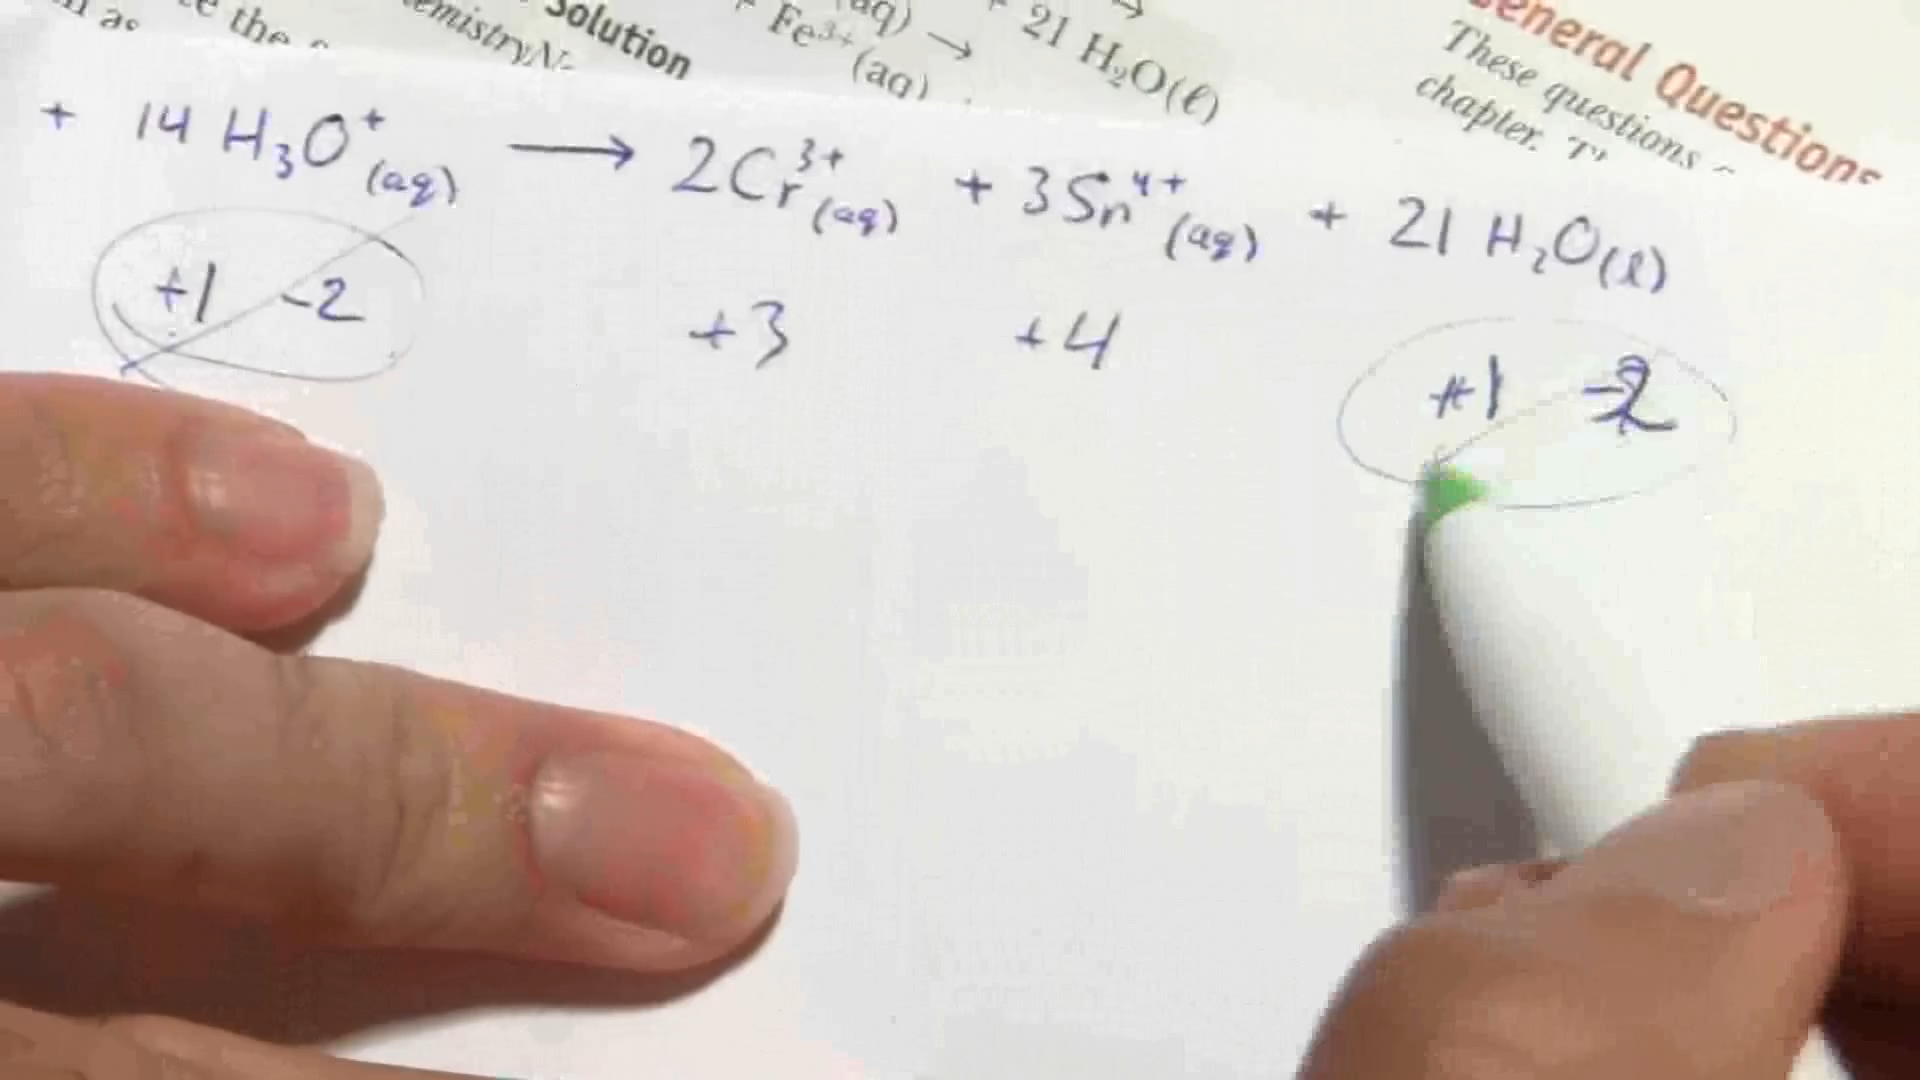 Solution
Fe³⁺(aq) →
(aq)
+ 21 H₂O(ℓ)
General Questions
These questions
chapter.
+ 14 H₃O⁺(aq) → 2Cr³⁺(aq) + 3Sn⁴⁺(aq) + 21 H₂O(l)
+1 -2 +3 +4 +1 -2